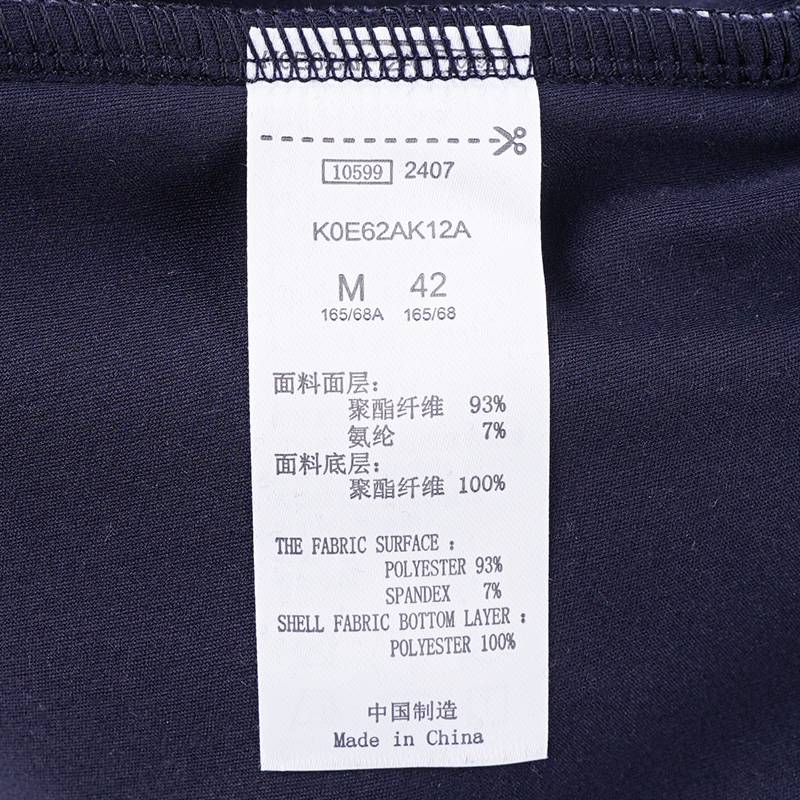 10599 2407
K0E62AK12A
M 42
165/68A 165/68
面料面层：
聚酯纤维 93%
氨纶 7%
面料底层：
聚酯纤维 100%
THE FABRIC SURFACE :
POLYESTER 93%
SPANDEX 7%
SHELL FABRIC BOTTOM LAYER :
POLYESTER 100%
中国制造
Made in China